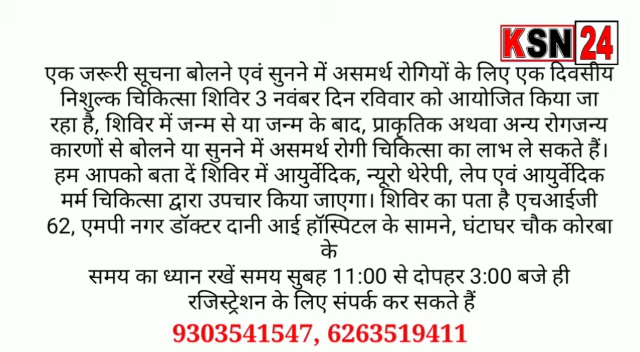 KSN 24
एक जरूरी सूचना बोलने एवं सुनने में असमर्थ रोगियों के लिए एक दिवसीय
निशुल्क चिकित्सा शिविर 3 नवंबर दिन रविवार को आयोजित किया जा
रहा है, शिविर में जन्म से या जन्म के बाद, प्राकृतिक अथवा अन्य रोगजन्य
कारणों से बोलने या सुनने में असमर्थ रोगी चिकित्सा का लाभ ले सकते हैं।
हम आपको बता दें शिविर में आयुर्वेदिक, न्यूरो थेरेपी, लेप एवं आयुर्वेदिक
मर्म चिकित्सा द्वारा उपचार किया जाएगा। शिविर का पता है एचआईजी
62, एमपी नगर डॉक्टर दानी आई हॉस्पिटल के सामने, घंटाघर चौक कोरबा
के
समय का ध्यान रखें समय सुबह 11:00 से दोपहर 3:00 बजे ही
रजिस्ट्रेशन के लिए संपर्क कर सकते हैं
9303541547, 6263519411